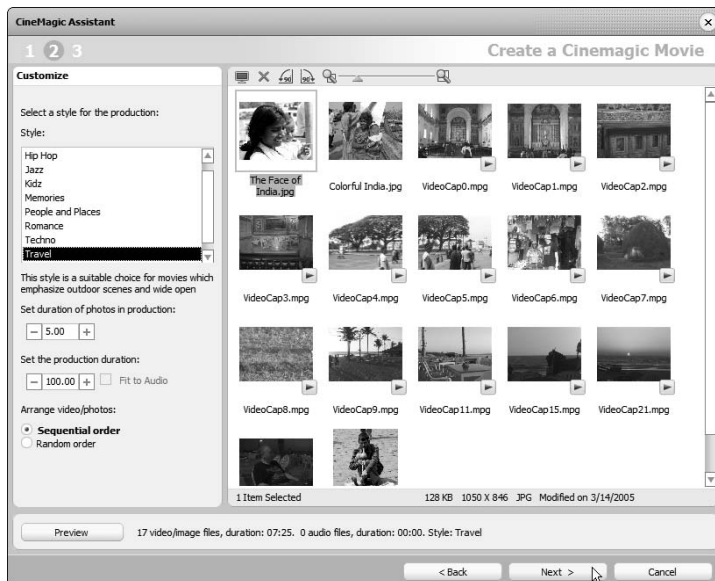 CineMagic Assistant
1 2 3
Create a Cinemagic Movie
Customize
Select a style for the production:
Style:
Hip Hop
Jazz
Kidz
Memories
People and Places
Romance
Techno
Travel
This style is a suitable choice for movies which
emphasize outdoor scenes and wide open
Set duration of photos in production:
5.00
Set the production duration:
100.00 Fit to Audio
Arrange video/photos:
Sequential order
Random order
90 90
The Face of
India.jpg
Colorful India.jpg
VideoCap0.mpg
VideoCap1.mpg
VideoCap2.mpg
VideoCap3.mpg
VideoCap4.mpg
VideoCap5.mpg
VideoCap6.mpg
VideoCap7.mpg
VideoCap8.mpg
VideoCap9.mpg
VideoCap11.mpg
VideoCap15.mpg
VideoCap21.mpg
1 Item Selected
128 KB 1050 X 846 JPG Modified on 3/14/2005
Preview
17 video/image files, duration: 07:25. 0 audio files, duration: 00:00. Style: Travel
< Back
Next >
Cancel